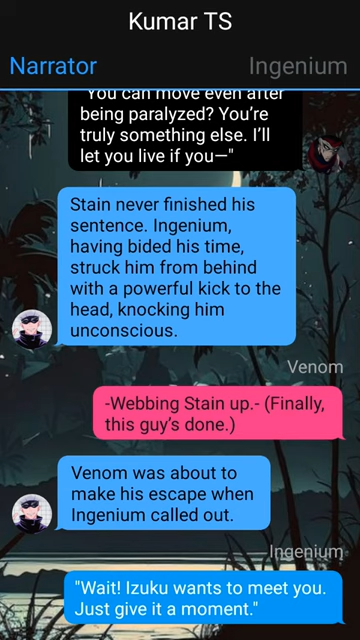 Kumar TS
Narrator
Ingenium
"You can move even after
being paralyzed? You’re
truly something else. I’ll
let you live if you—"
Stain never finished his
sentence. Ingenium,
having bided his time,
struck him from behind
with a powerful kick to the
head, knocking him
unconscious.
Venom
-Webbing Stain up.- (Finally,
this guy’s done.)
Venom was about to
make his escape when
Ingenium called out.
Ingenium
"Wait! Izuku wants to meet you.
Just give it a moment."